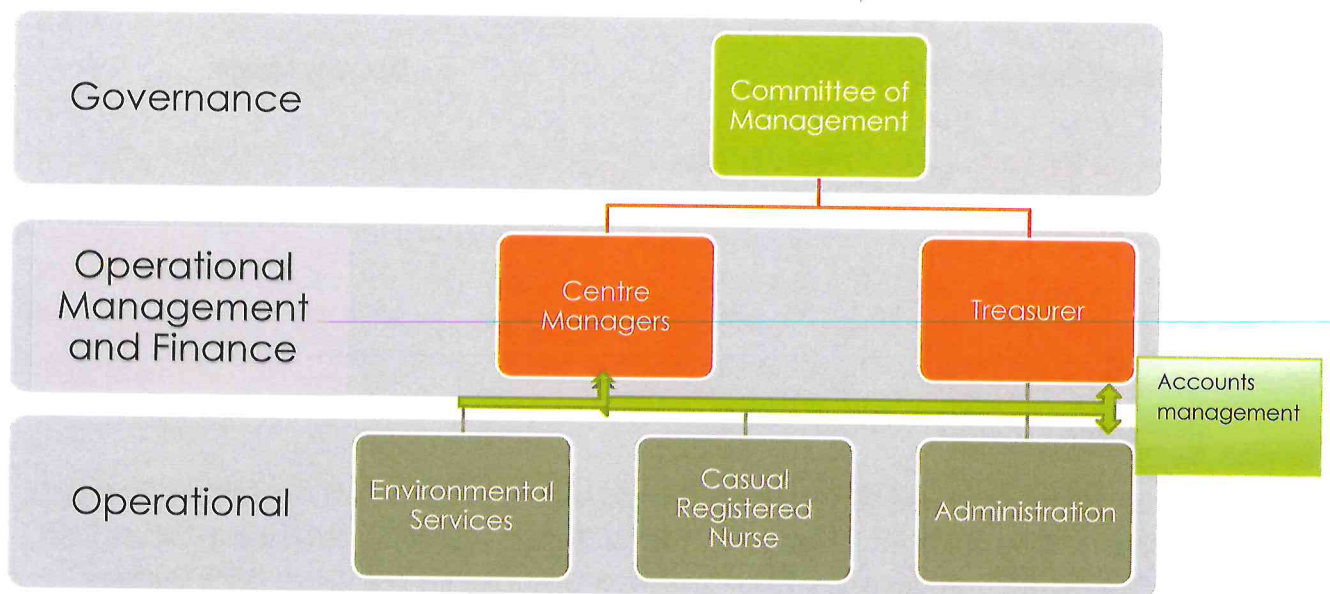 Governance
Committee of
Management
Operational
Management
and Finance
Centre
Managers
Treasurer
Accounts
management
Operational
Environmental
Services
Casual
Registered
Nurse
Administration